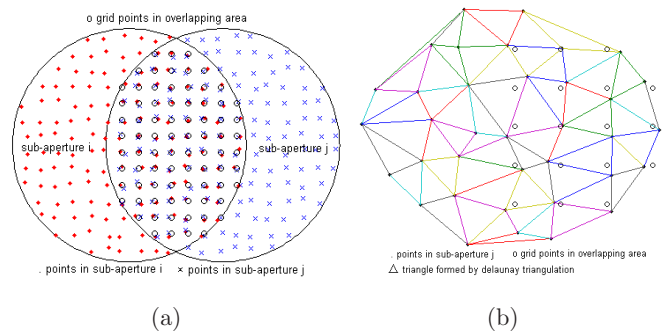 o grid points in overlapping area
sub-aperture i
sub-aperture j
. points in sub-aperture i
× points in sub-aperture j
. points in sub-aperture j
o grid points in overlapping area
△ triangle formed by delaunay triangulation
(a)
(b)